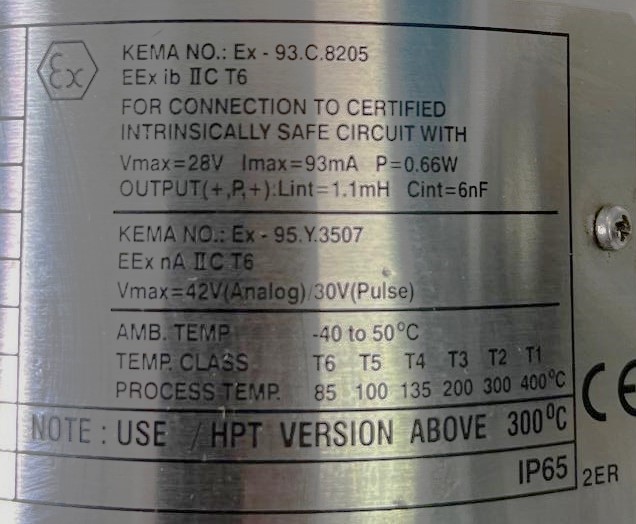 Ex
KEMA NO.: Ex - 93.C.8205
EEx ib IIC T6
FOR CONNECTION TO CERTIFIED
INTRINSICALLY SAFE CIRCUIT WITH
Vmax=28V Imax=93mA P=0.66W
OUTPUT(+,P,+):Lint=1.1mH Cint=6nF
KEMA NO.: Ex - 95.Y.3507
EEx nA IIC T6
Vmax=42V(Analog)/30V(Pulse)
AMB. TEMP -40 to 50°C
TEMP. CLASS T6 T5 T4 T3 T2 T1
PROCESS TEMP. 85 100 135 200 300 400°C
CE
NOTE : USE /HPT VERSION ABOVE 300°C
IP65
2ER